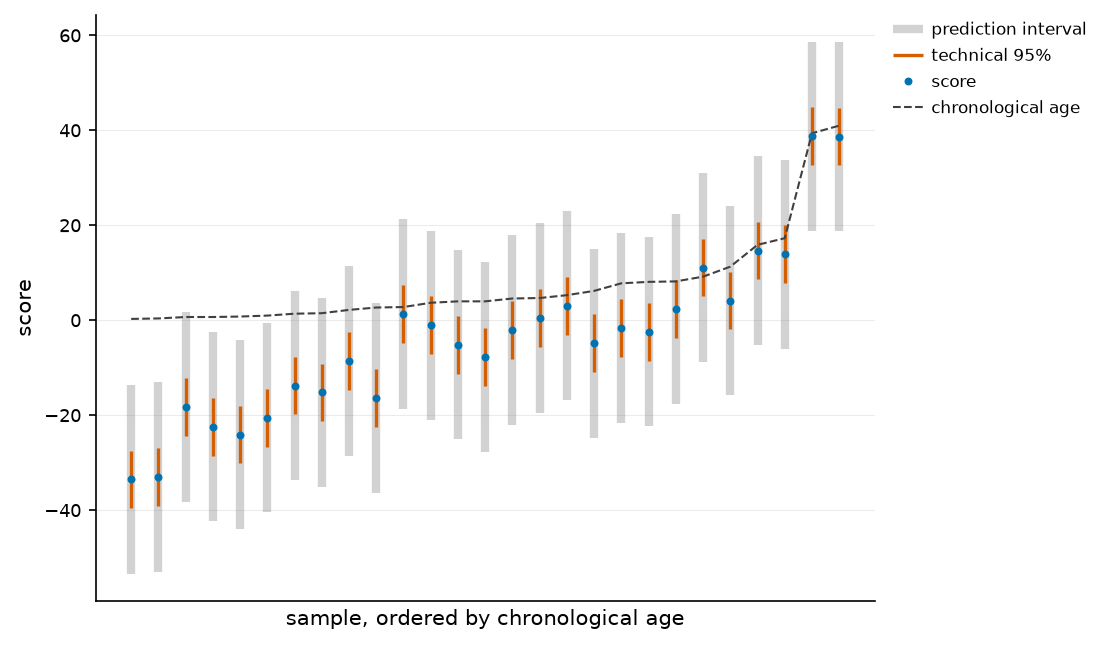 60
40
20
0
−20
−40
score
sample, ordered by chronological age
prediction interval
technical 95%
score
chronological age